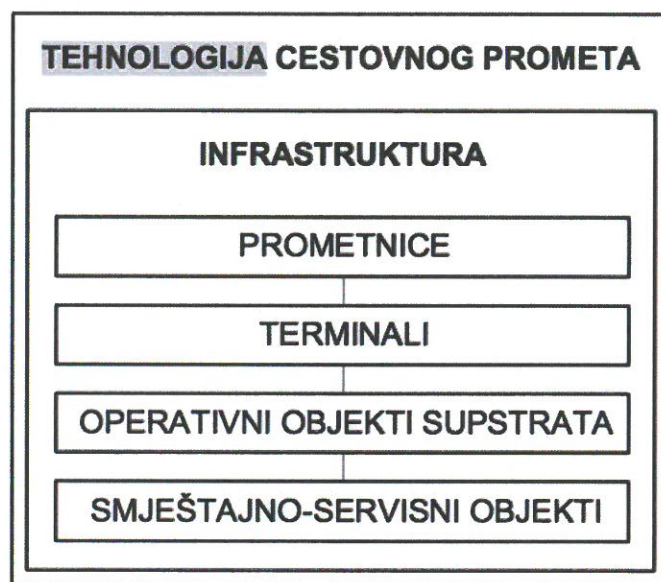 TEHNOLOGIJA CESTOVNOG PROMETA
INFRASTRUKTURA
PROMETNICE
TERMINALI
OPERATIVNI OBJEKTI SUPSTRATA
SMJEŠTAJNO-SERVISNI OBJEKTI